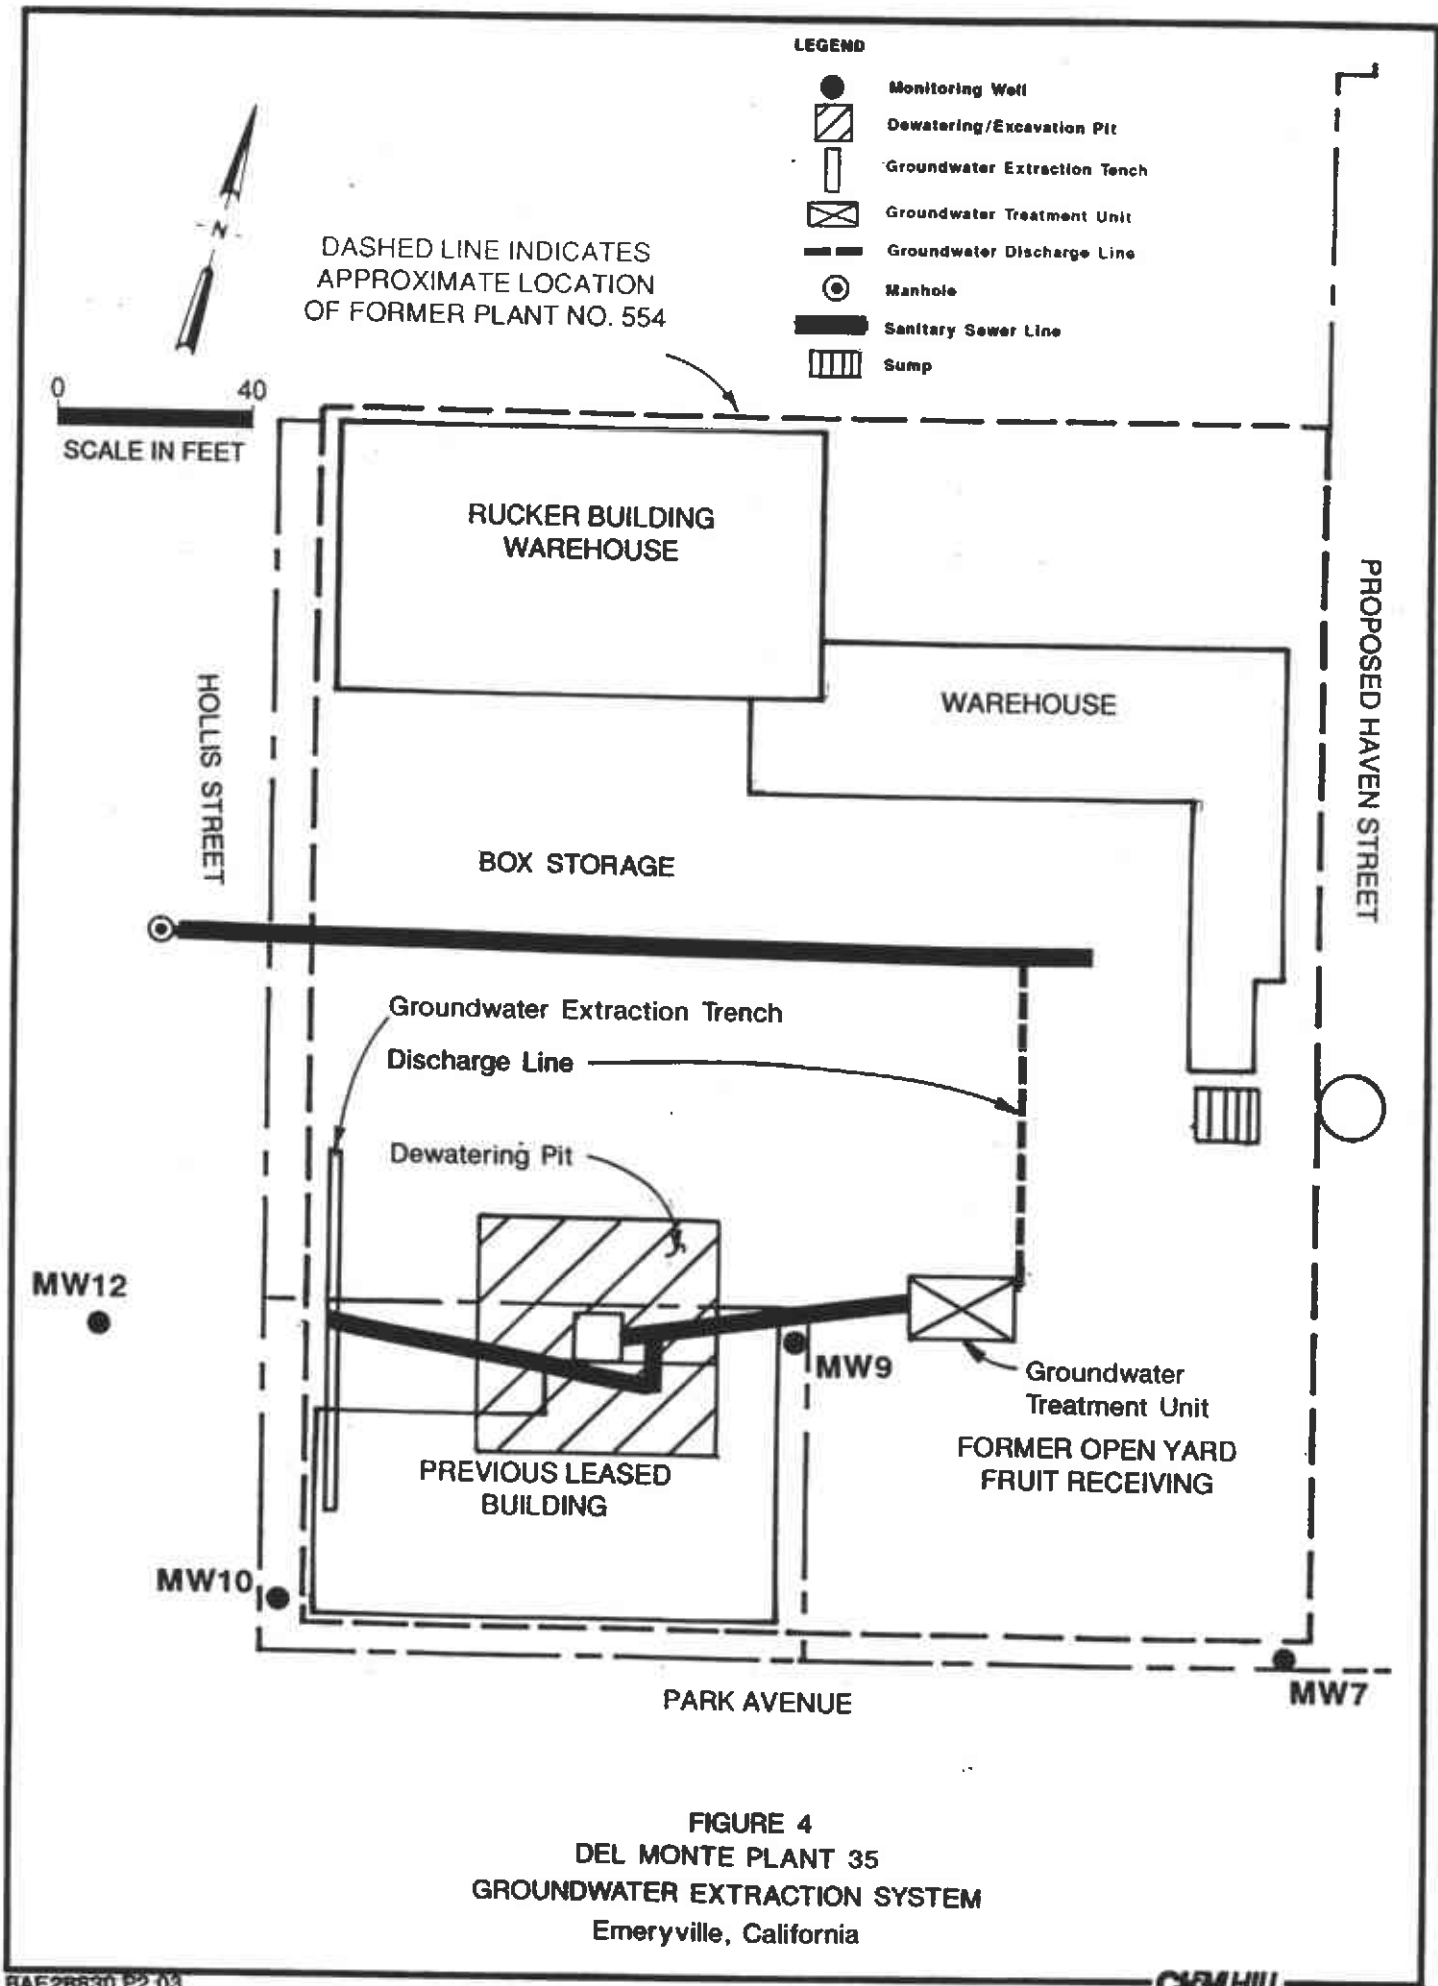 LEGEND
Monitoring Well
Dewatering/Excavation Pit
Groundwater Extraction Tench
Groundwater Treatment Unit
Groundwater Discharge Line
Manhole
Sanitary Sewer Line
Sump
N
DASHED LINE INDICATES
APPROXIMATE LOCATION
OF FORMER PLANT NO. 554
0 40
SCALE IN FEET
RUCKER BUILDING
WAREHOUSE
WAREHOUSE
HOLLIS STREET
PROPOSED HAVEN STREET
BOX STORAGE
Groundwater Extraction Trench
Discharge Line
Dewatering Pit
MW12
MW9
Groundwater
Treatment Unit
FORMER OPEN YARD
FRUIT RECEIVING
PREVIOUS LEASED
BUILDING
MW10
MW7
PARK AVENUE
FIGURE 4
DEL MONTE PLANT 35
GROUNDWATER EXTRACTION SYSTEM
Emeryville, California